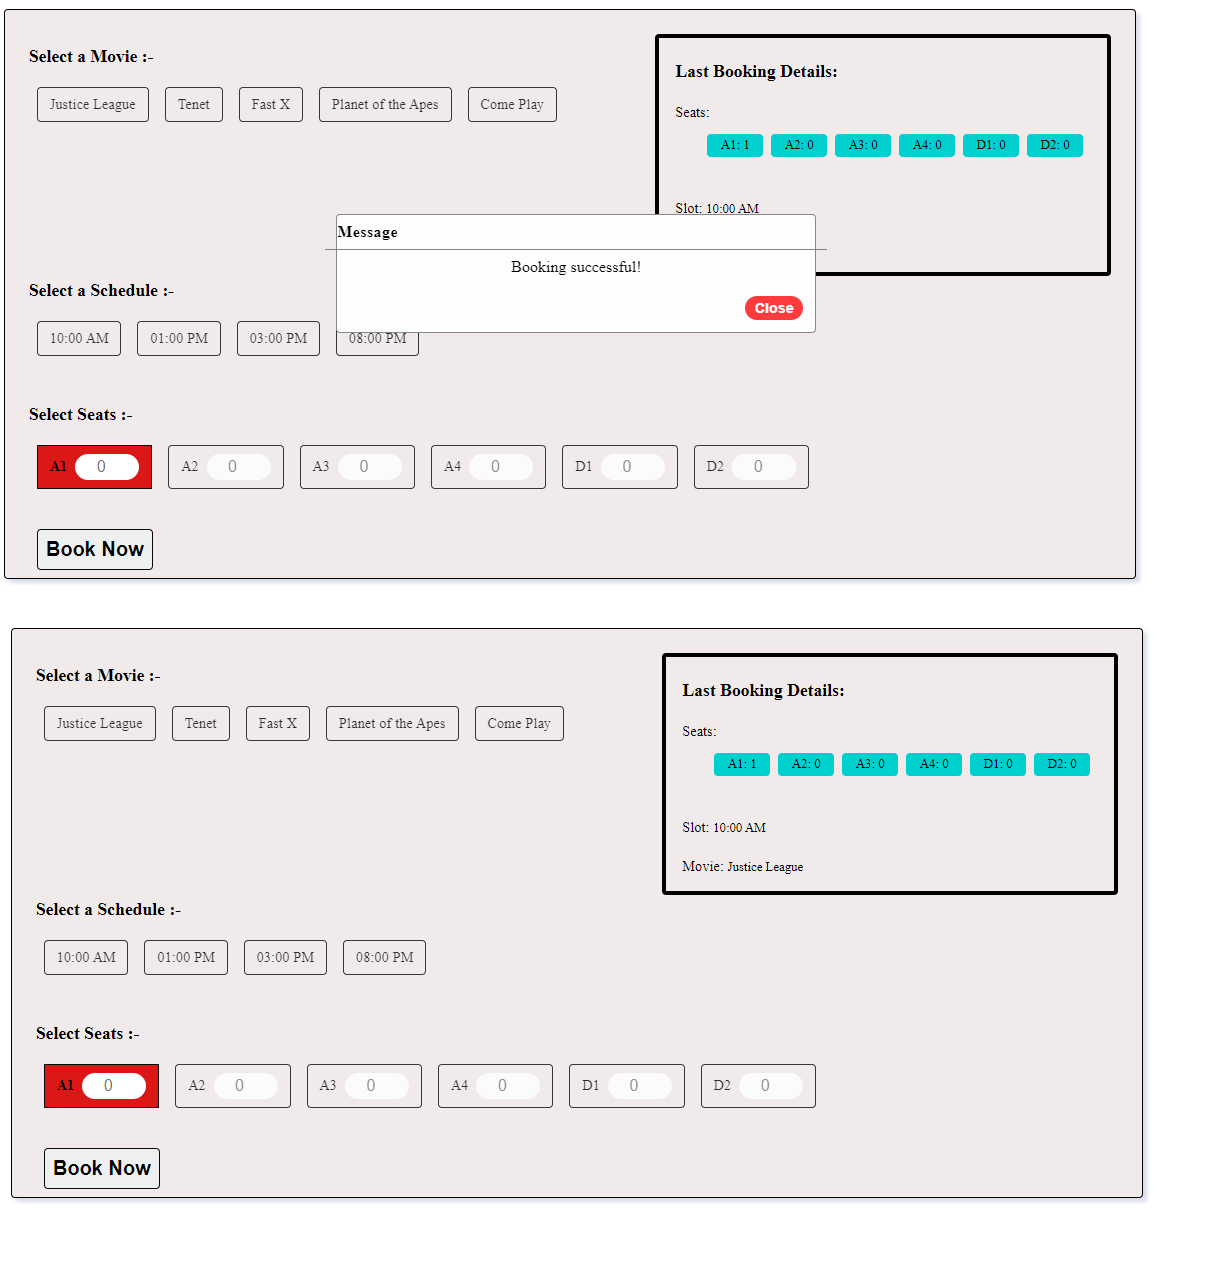 Select a Movie :-
Justice League Tenet Fast X Planet of the Apes Come Play
Last Booking Details:
Seats:
A1: 1 A2: 0 A3: 0 A4: 0 D1: 0 D2: 0
Slot: 10:00 AM
Message
Booking successful!
Close
Select a Schedule :-
10:00 AM 01:00 PM 03:00 PM 08:00 PM
Select Seats :-
A1 0 A2 0 A3 0 A4 0 D1 0 D2 0
Book Now
Select a Movie :-
Justice League Tenet Fast X Planet of the Apes Come Play
Last Booking Details:
Seats:
A1: 1 A2: 0 A3: 0 A4: 0 D1: 0 D2: 0
Slot: 10:00 AM
Movie: Justice League
Select a Schedule :-
10:00 AM 01:00 PM 03:00 PM 08:00 PM
Select Seats :-
A1 0 A2 0 A3 0 A4 0 D1 0 D2 0
Book Now